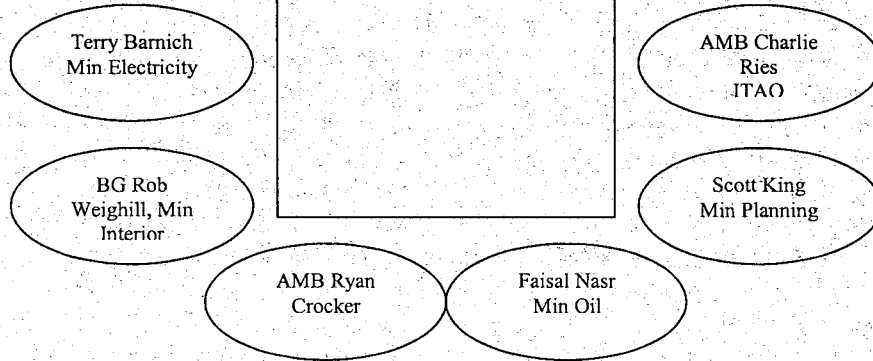 Terry Barnich
Min Electricity
AMB Charlie
Ries
ITAO
BG Rob
Weighill, Min
Interior
Scott King
Min Planning
AMB Ryan
Crocker
Faisal Nasr
Min Oil